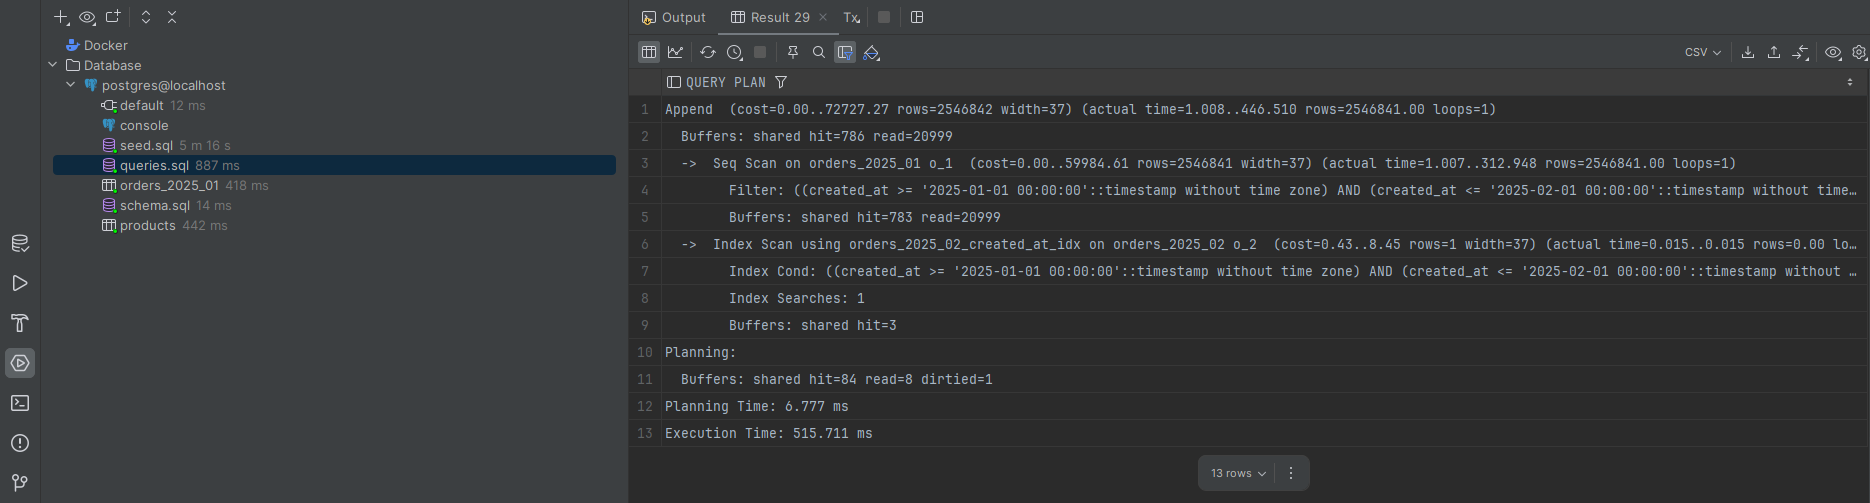 Docker
Database
postgres@localhost
default 12 ms
console
seed.sql 5 m 16 s
queries.sql 887 ms
orders_2025_01 418 ms
schema.sql 14 ms
products 442 ms
Output
Result 29
Tx
CSV
QUERY PLAN
1 Append  (cost=0.00..72727.27 rows=2546842 width=37) (actual time=1.008..446.510 rows=2546841.00 loops=1)
2 Buffers: shared hit=786 read=20999
3 ->  Seq Scan on orders_2025_01 o_1  (cost=0.00..59984.61 rows=2546841 width=37) (actual time=1.007..312.948 rows=2546841.00 loops=1)
4 Filter: ((created_at >= '2025-01-01 00:00:00'::timestamp without time zone) AND (created_at <= '2025-02-01 00:00:00'::timestamp without time…
5 Buffers: shared hit=783 read=20999
6 ->  Index Scan using orders_2025_02_created_at_idx on orders_2025_02 o_2  (cost=0.43..8.45 rows=1 width=37) (actual time=0.015..0.015 rows=0.00 lo…
7 Index Cond: ((created_at >= '2025-01-01 00:00:00'::timestamp without time zone) AND (created_at <= '2025-02-01 00:00:00'::timestamp without …
8 Index Searches: 1
9 Buffers: shared hit=3
10 Planning:
11 Buffers: shared hit=84 read=8 dirtied=1
12 Planning Time: 6.777 ms
13 Execution Time: 515.711 ms
13 rows